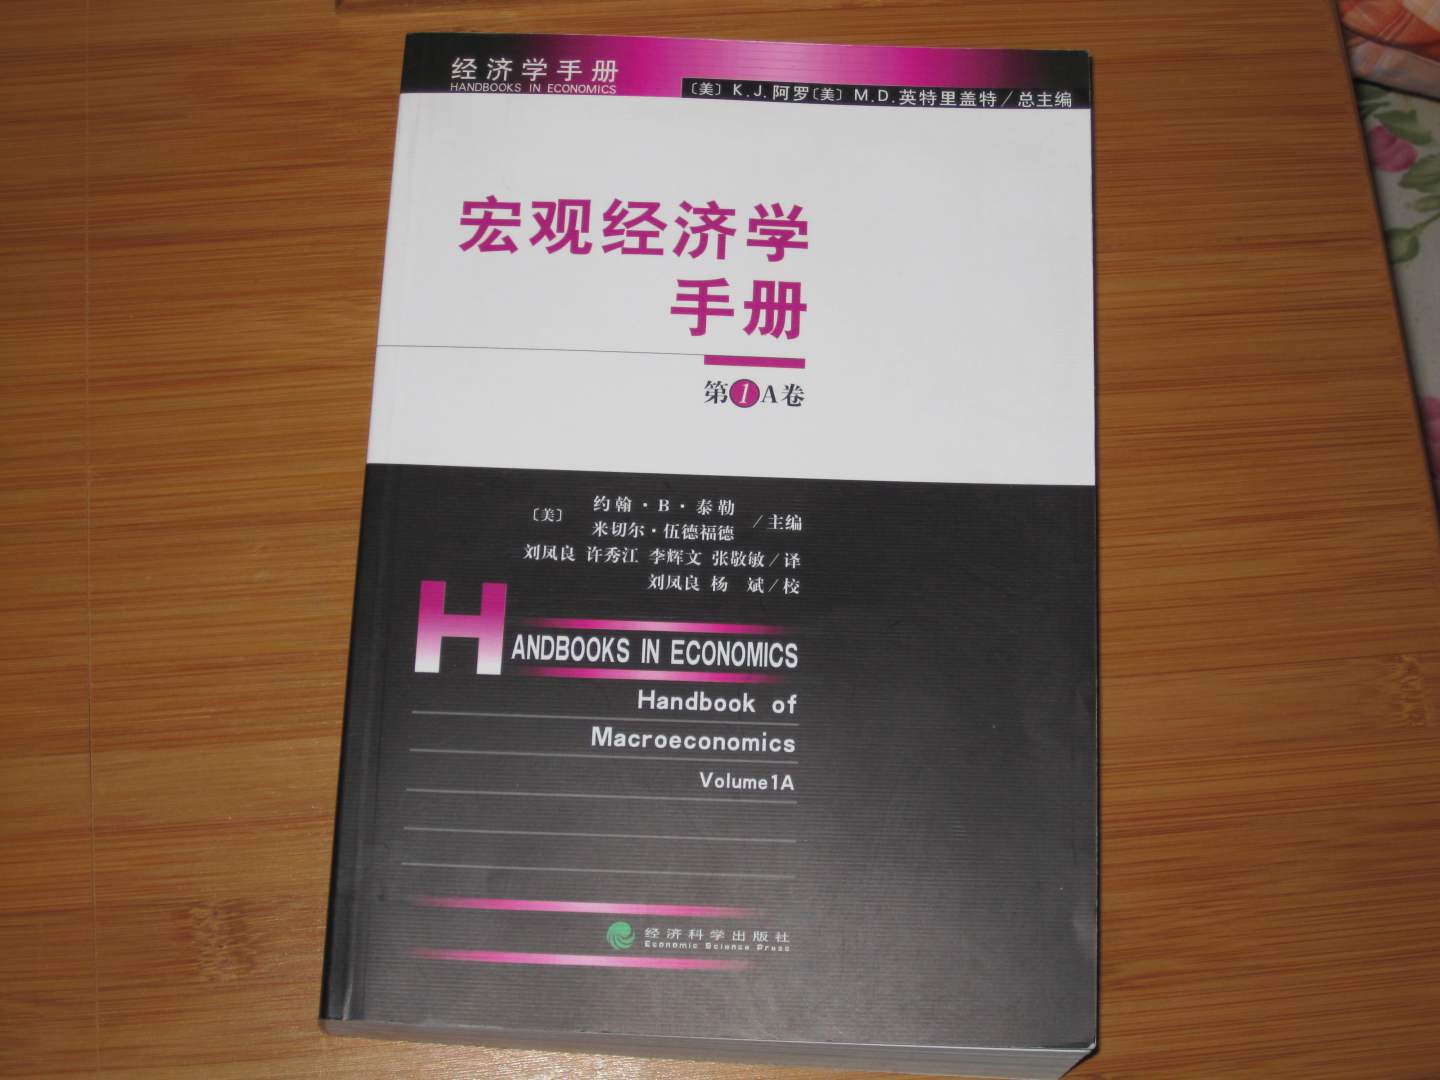 经济学手册
HANDBOOKS IN ECONOMICS
〔美〕K.J.阿罗〔美〕M.D.英特里盖特／总主编
宏观经济学
手册
第1A卷
〔美〕
约翰·B·泰勒
米切尔·伍德福德
／主编
刘凤良 许秀江 李辉文 张敬敏／译
刘凤良 杨 斌／校
HANDBOOKS IN ECONOMICS
Handbook of
Macroeconomics
Volume1A
经济科学出版社
Economic Science Press